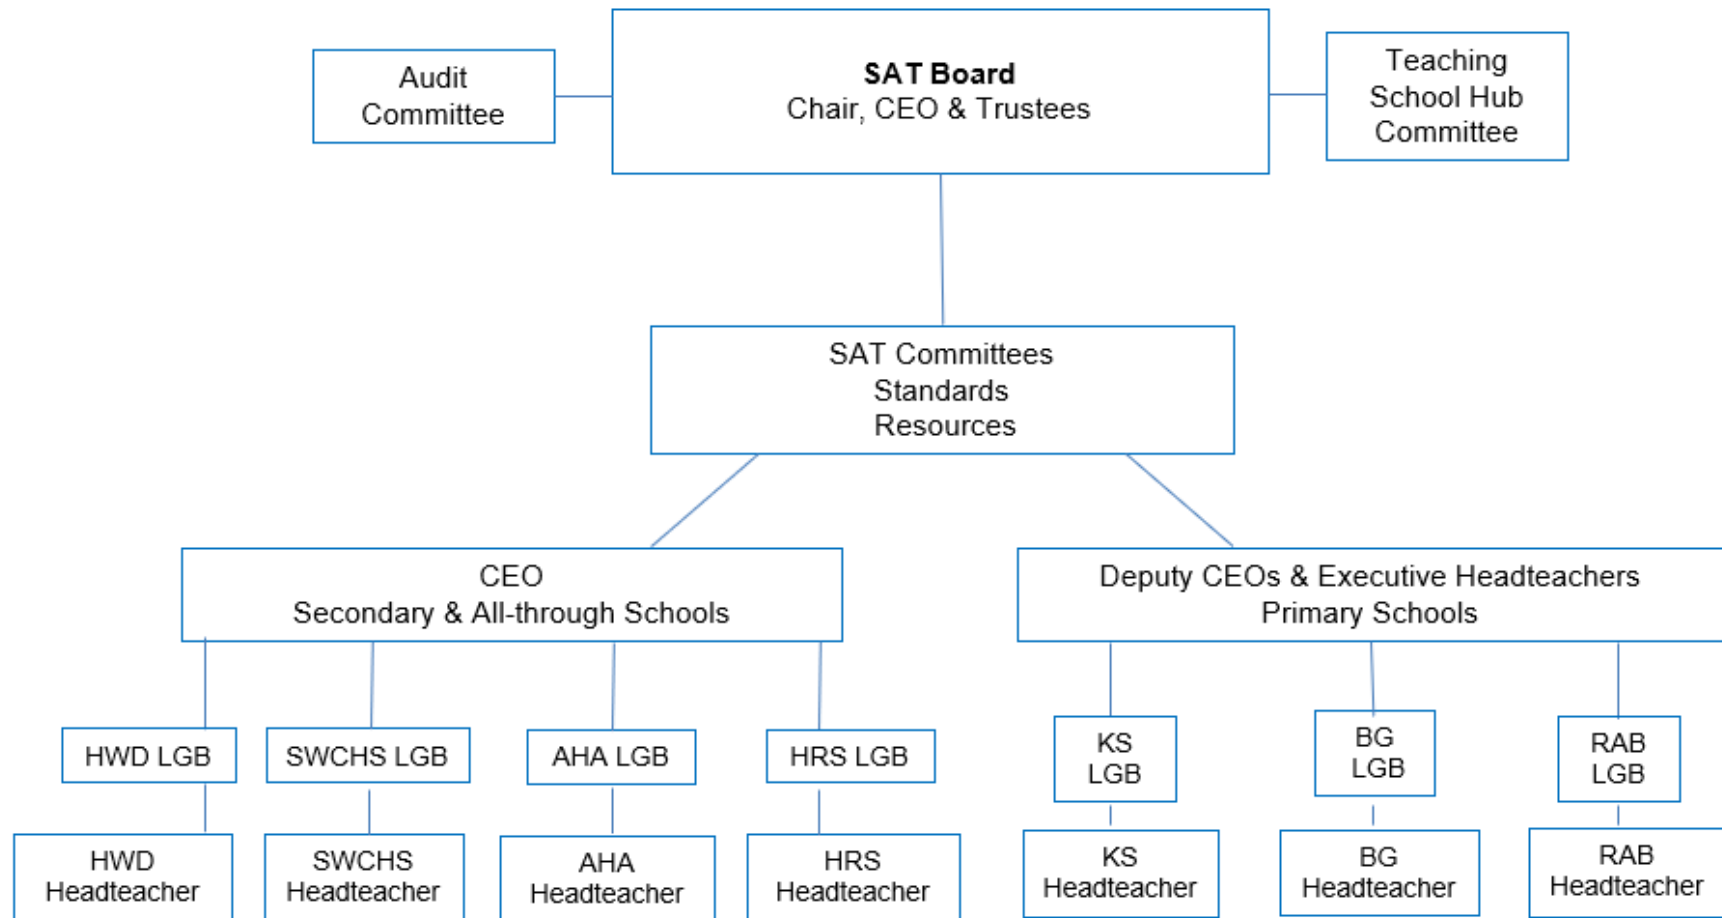 Audit
Committee
SAT Board
Chair, CEO & Trustees
Teaching
School Hub
Committee
SAT Committees
Standards
Resources
CEO
Secondary & All-through Schools
Deputy CEOs & Executive Headteachers
Primary Schools
HWD LGB
SWCHS LGB
AHA LGB
HRS LGB
KS
LGB
BG
LGB
RAB
LGB
HWD
Headteacher
SWCHS
Headteacher
AHA
Headteacher
HRS
Headteacher
KS
Headteacher
BG
Headteacher
RAB
Headteacher